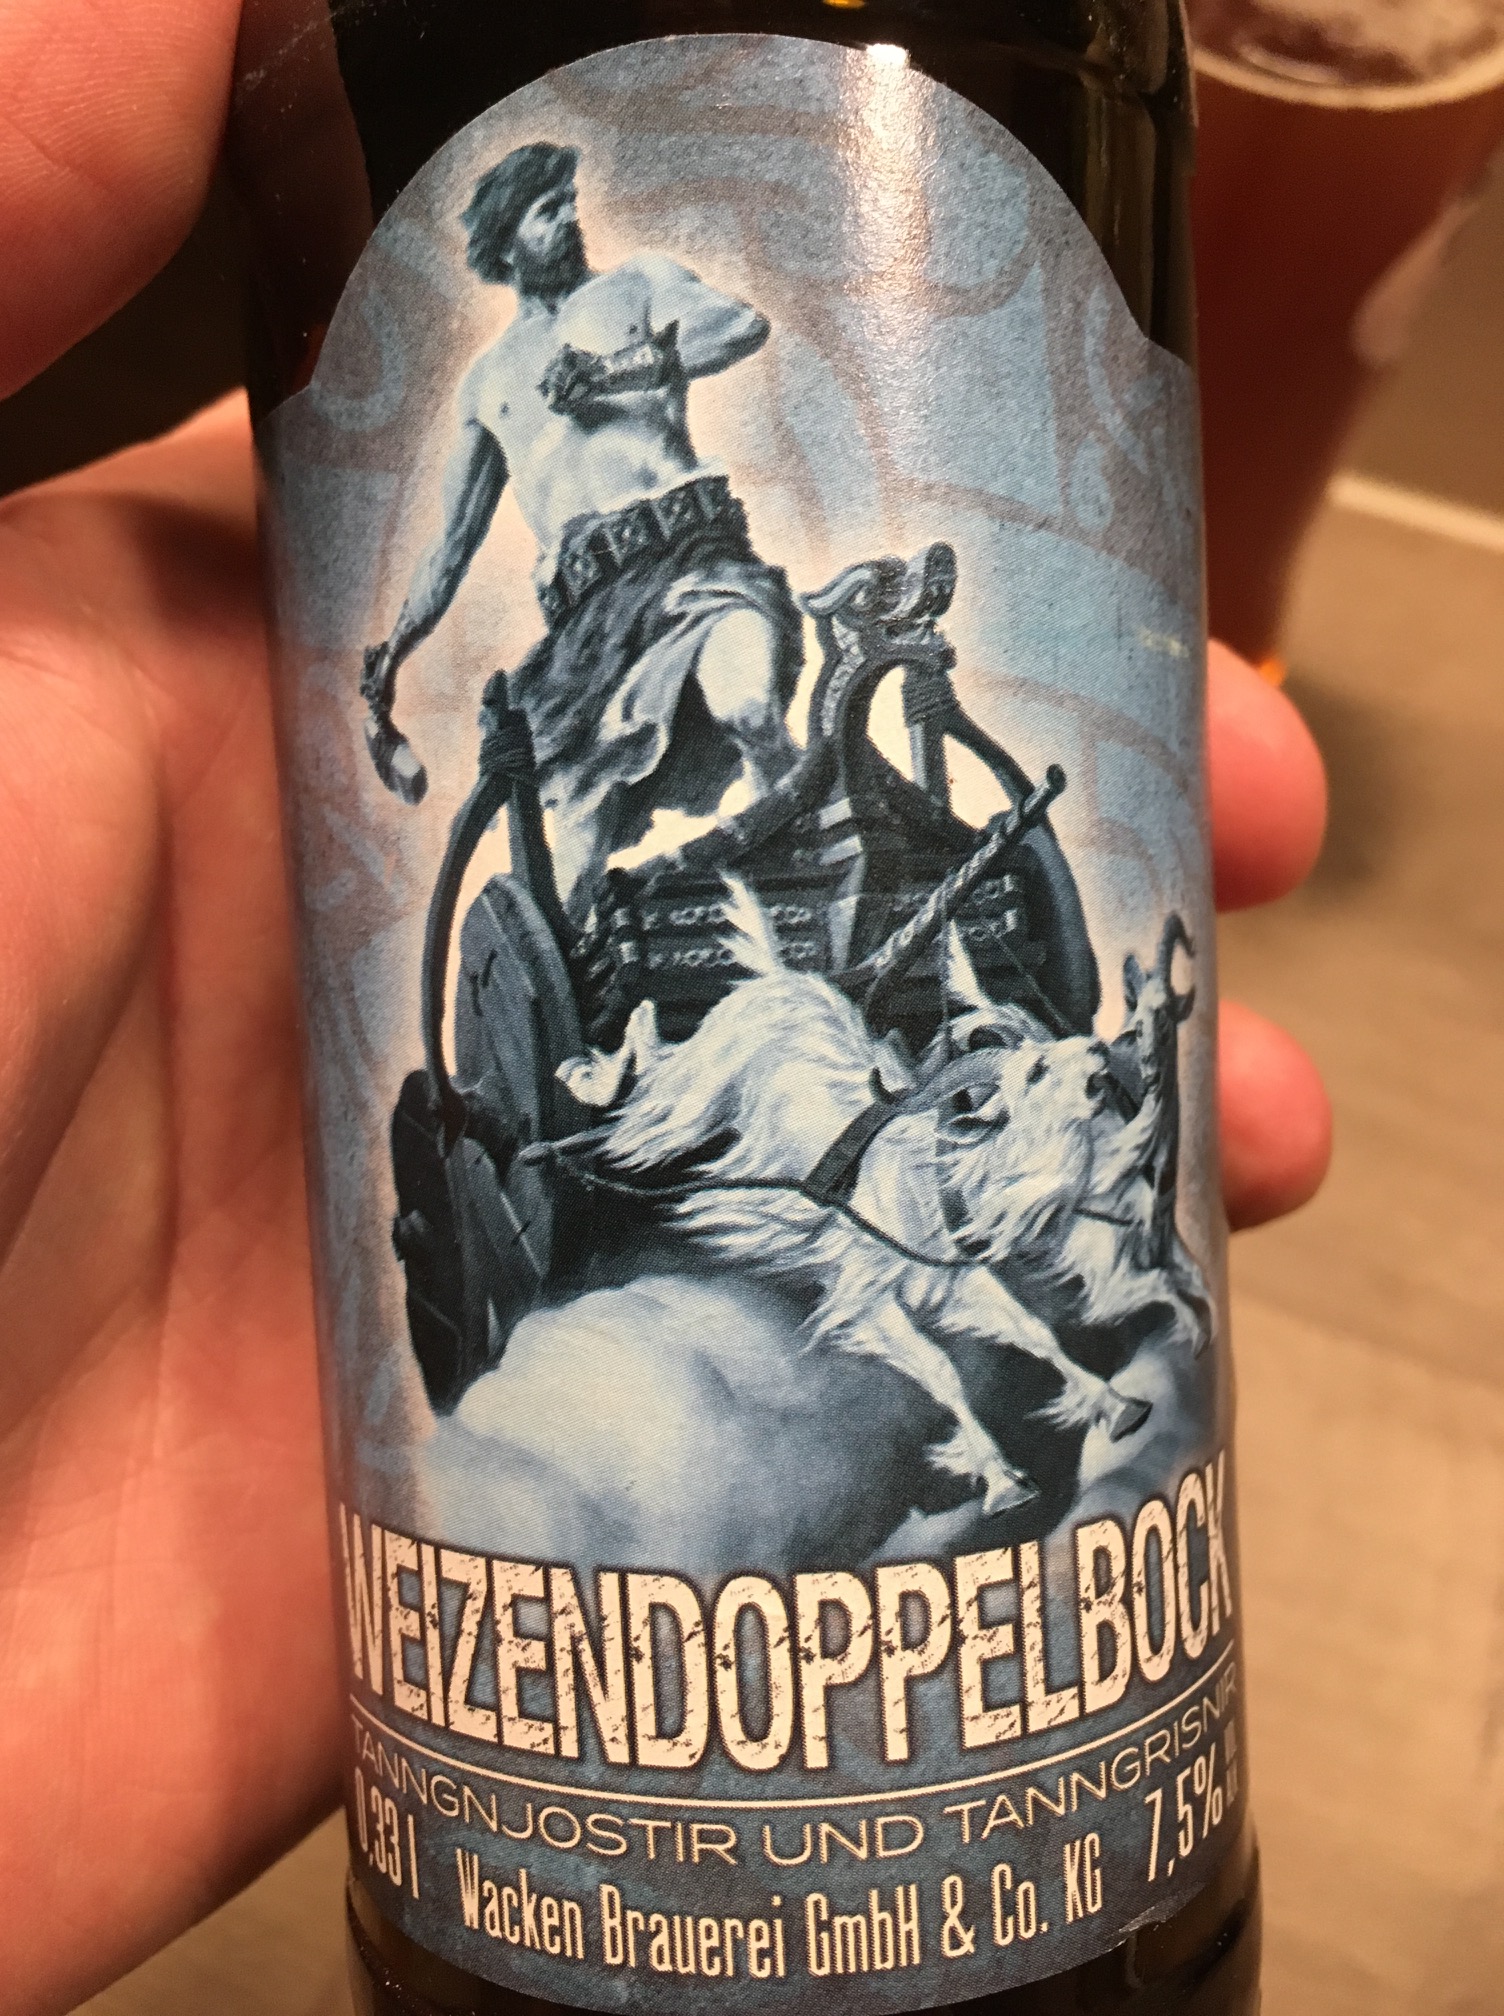 WEIZENDOPPELBOCK
TANNGNJOSTIR UND TANNGRISNIR
0,33 l Wacken Brauerei GmbH & Co. KG 7,5%